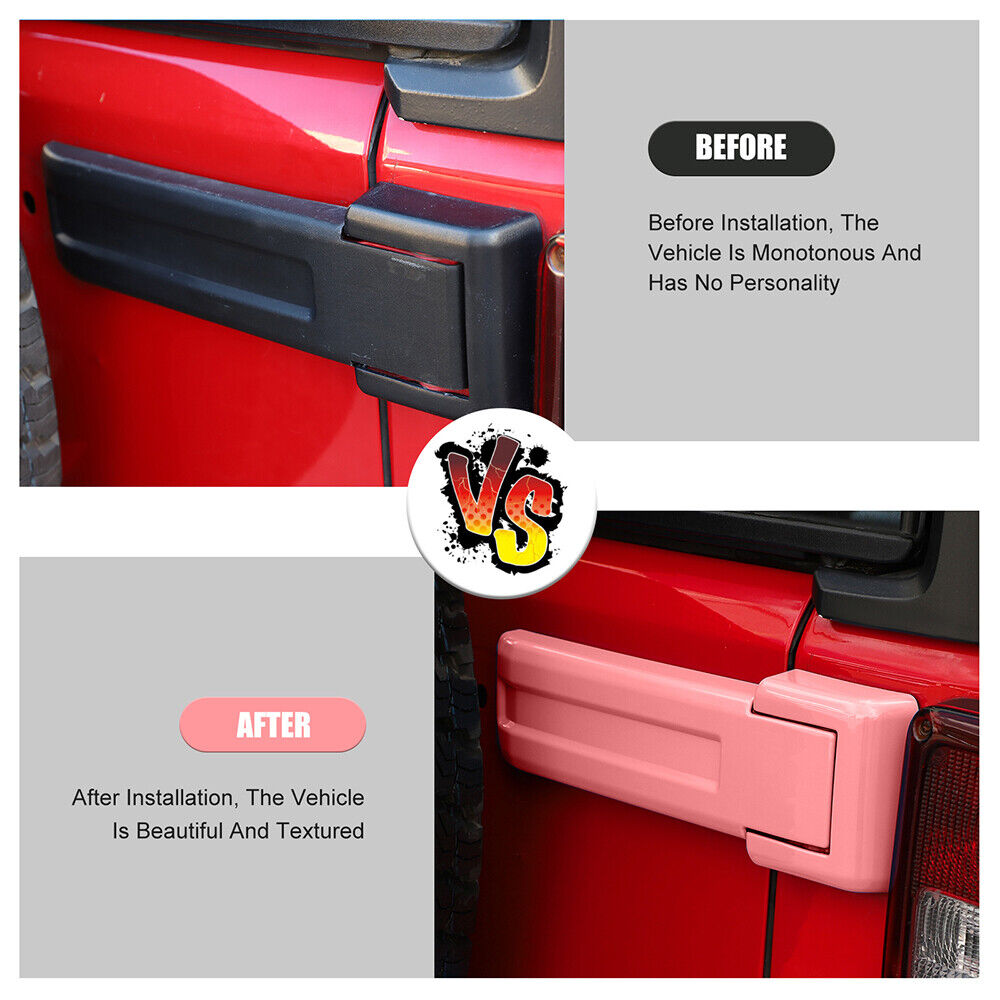 BEFORE
Before Installation, The
Vehicle Is Monotonous And
Has No Personality
VS
AFTER
After Installation, The Vehicle
Is Beautiful And Textured